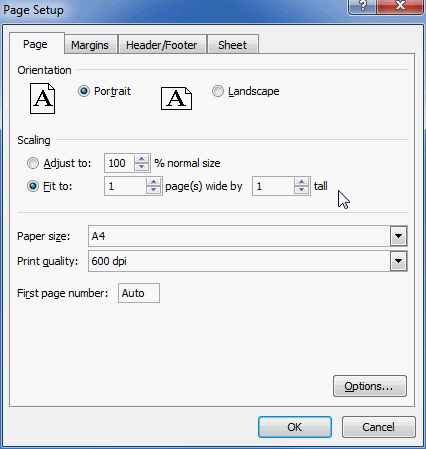 Page Setup
Page Margins Header/Footer Sheet
Orientation
A Portrait A Landscape
Scaling
Adjust to: 100 % normal size
Fit to: 1 page(s) wide by 1 tall
Paper size: A4
Print quality: 600 dpi
First page number: Auto
Options...
OK Cancel